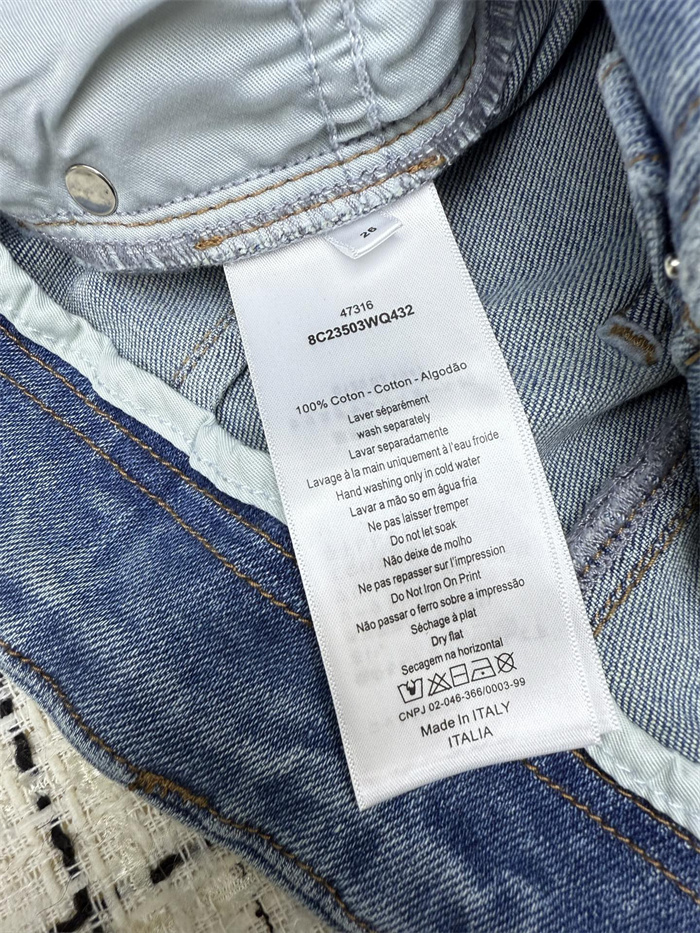 26
47316
8C23503WQ432
100% Coton - Cotton - Algodão
Laver séparément
wash separately
Lavar separadamente
Lavage à la main uniquement à l'eau froide
Hand washing only in cold water
Lavar a mão so em água fria
Ne pas laisser tremper
Do not let soak
Não deixe de molho
Ne pas repasser sur l'impression
Do Not Iron On Print
Não passar o ferro sobre a impressão
Séchage à plat
Dry flat
Secagem na horizontal
CNPJ 02-046-366/0003-99
Made In ITALY
ITALIA